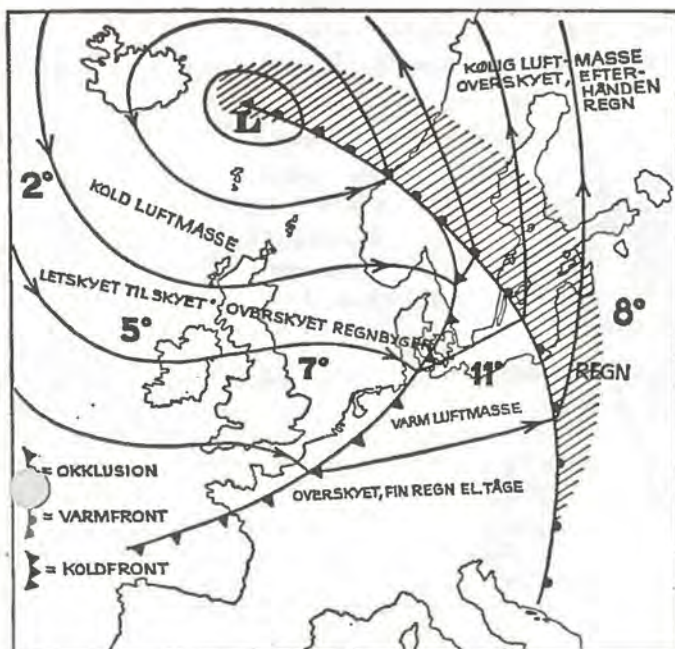 KØLIG LUFT-MASSE
OVERSKYET, EFTER-
HÅNDEN
REGN
L
2°
KOLD LUFTMASSE
LETSKYET TIL SKYET
OVERSKYET REGNBYGER
8°
5°
7°
11°
REGN
VARM LUFTMASSE
= OKKLUSION
OVERSKYET, FIN REGN EL. TÅGE
= VARMFRONT
= KOLDFRONT